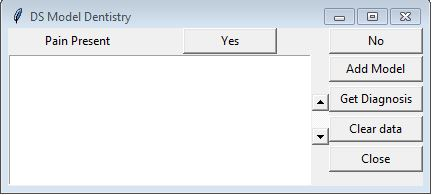 DS Model Dentistry
Pain Present Yes No
Add Model
Get Diagnosis
Clear data
Close